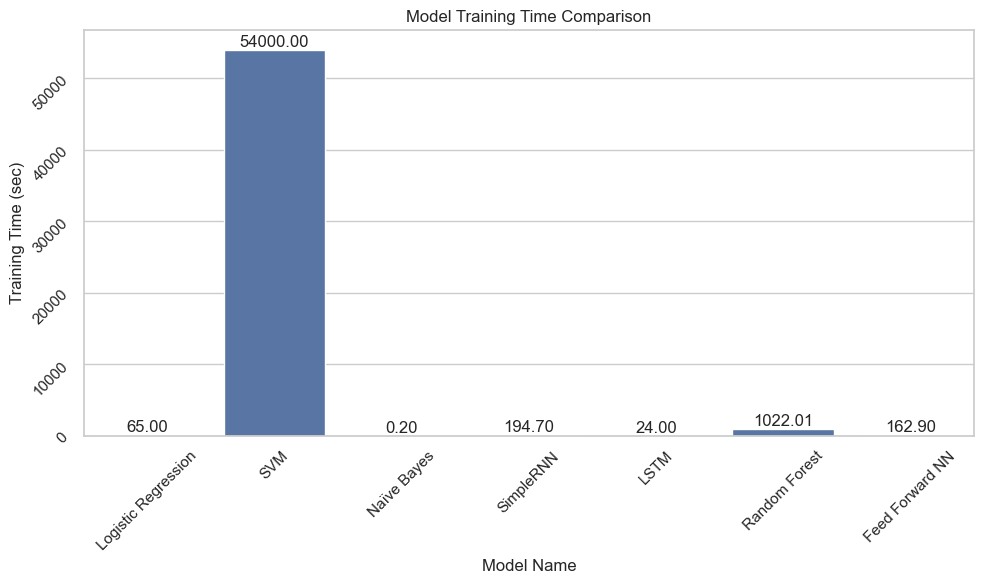 Model Training Time Comparison
Training Time (sec)
50000
40000
30000
20000
10000
0
65.00
54000.00
0.20
194.70
24.00
1022.01
162.90
Logistic Regression
SVM
Naïve Bayes
SimpleRNN
LSTM
Random Forest
Feed Forward NN
Model Name